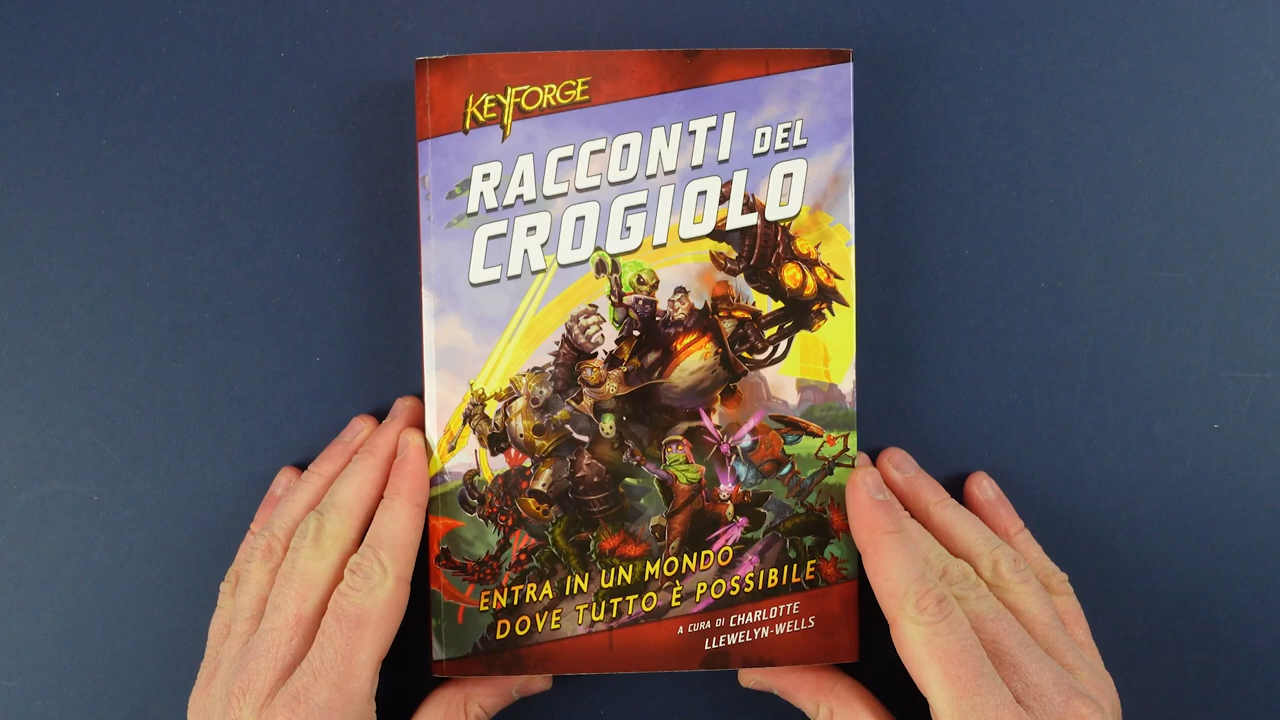 KEYFORGE
RACCONTI DEL
CROGIOLO
ENTRA IN UN MONDO
DOVE TUTTO È POSSIBILE
A CURA DI CHARLOTTE
LLEWELYN-WELLS